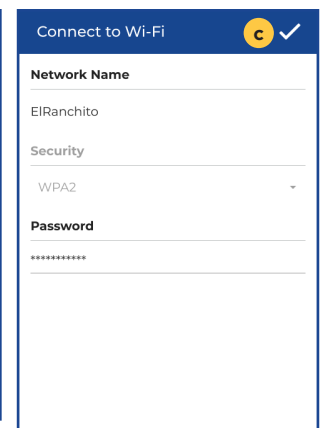 Connect to Wi-Fi C
Network Name
ElRanchito
Security
WPA2
Password
***********